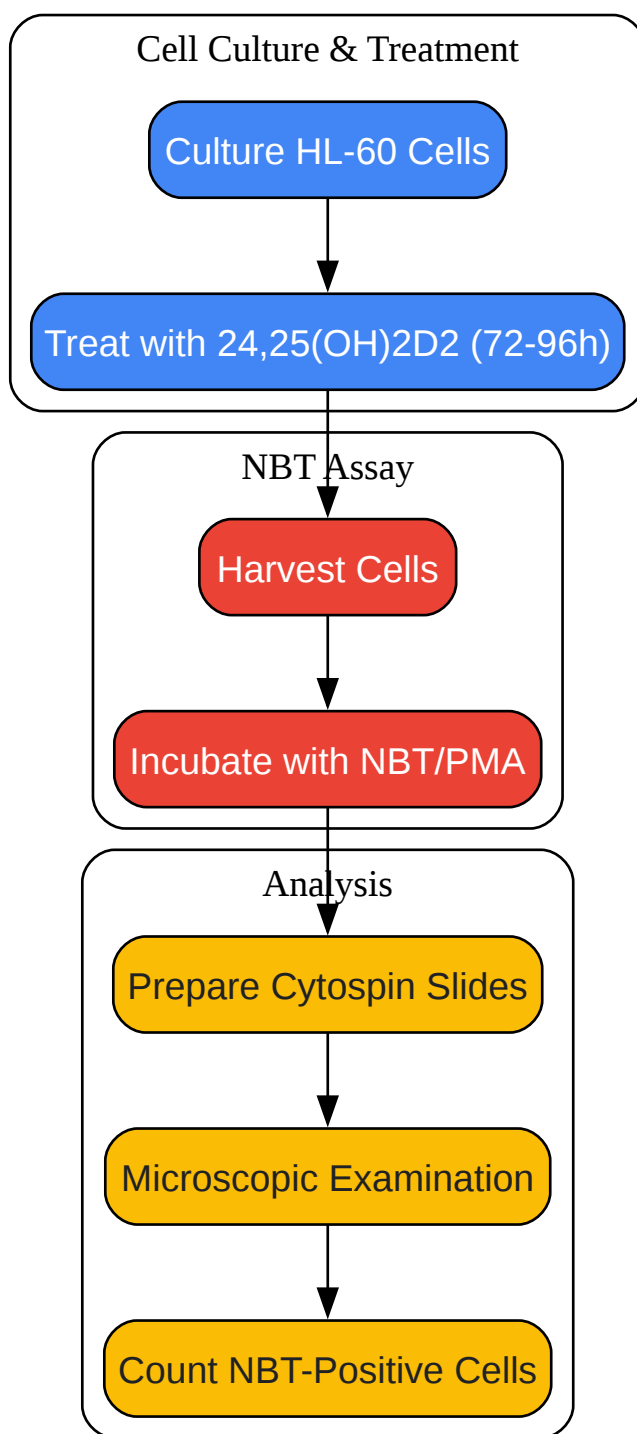 Cell Culture & Treatment
Culture HL-60 Cells
Treat with 24,25(OH)2D2 (72-96h)
NBT Assay
Harvest Cells
Incubate with NBT/PMA
Analysis
Prepare Cytospin Slides
Microscopic Examination
Count NBT-Positive Cells